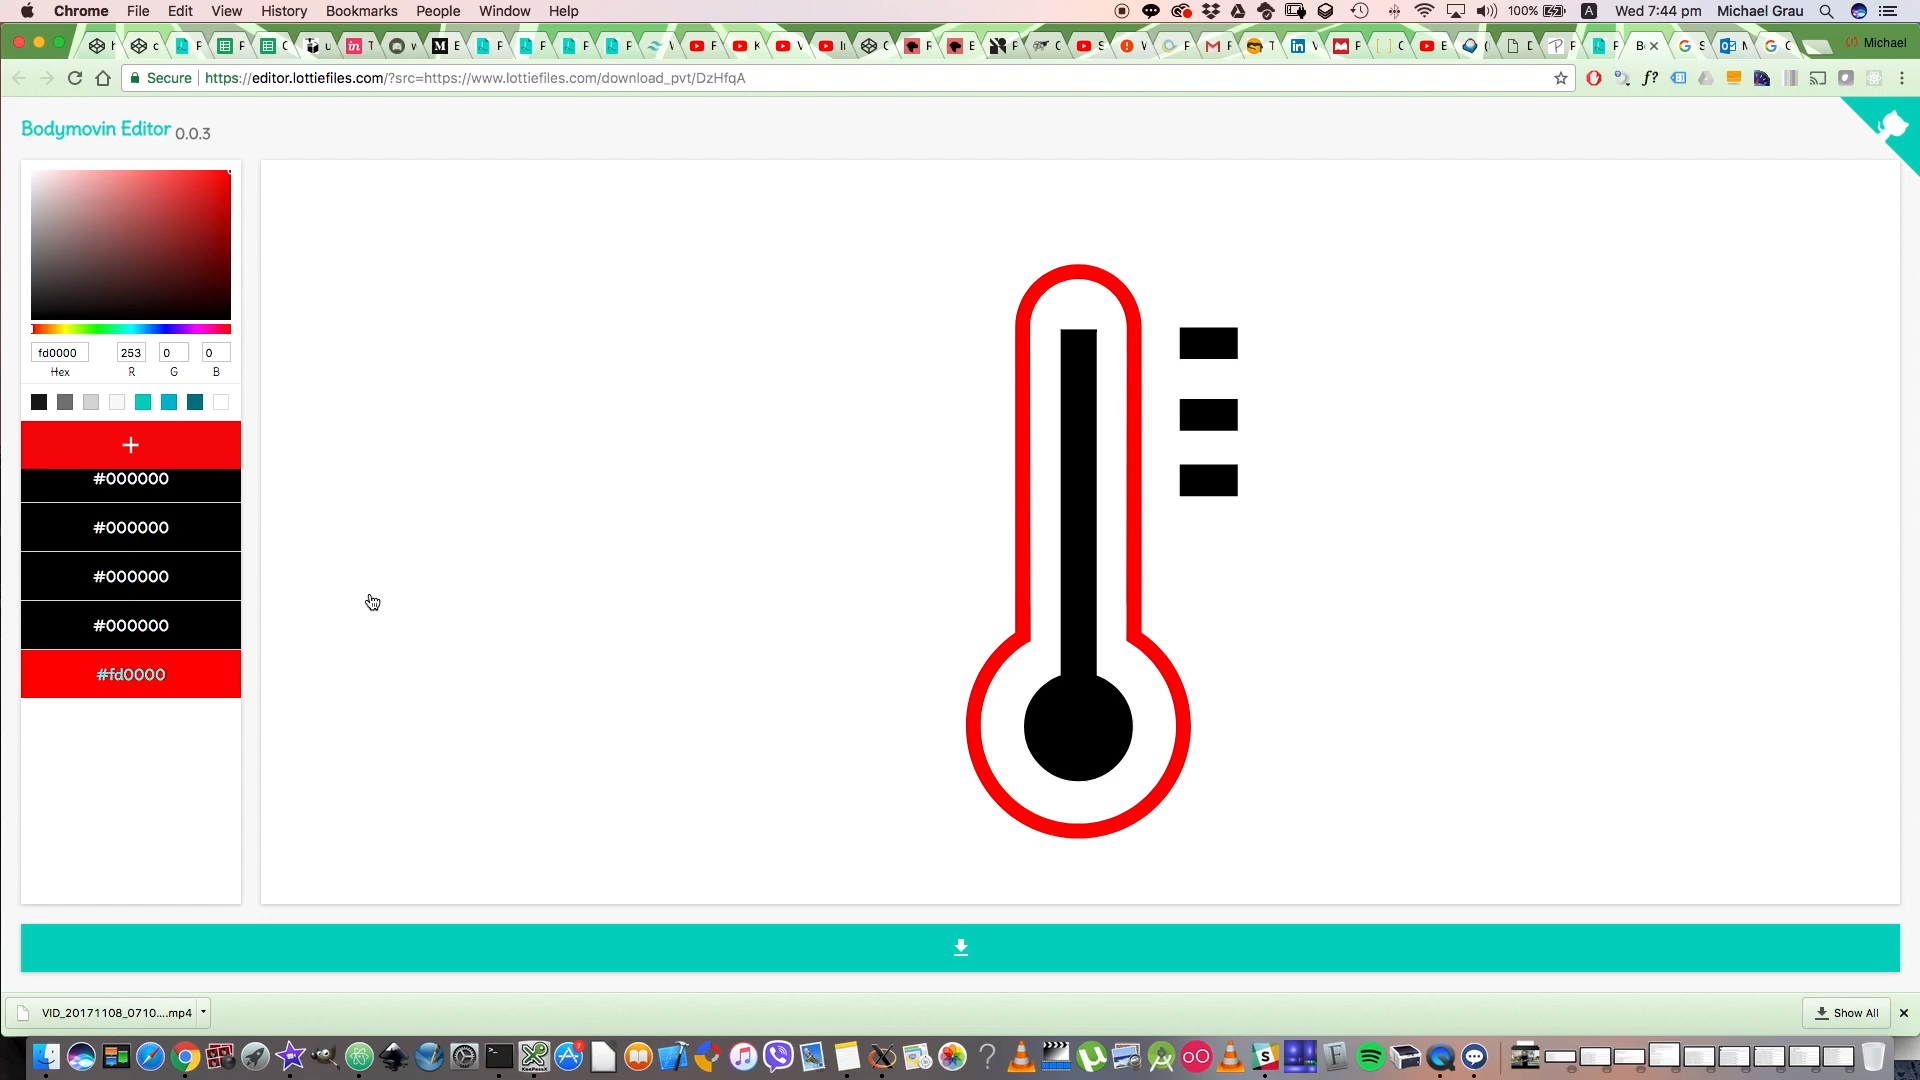 Chrome File Edit View History Bookmarks People Window Help 100% Wed 7:44 pm Michael Grau
Michael
Secure https://editor.lottiefiles.com/?src=https://www.lottiefiles.com/download_pvt/DzHfqA
Bodymovin Editor 0.0.3
fd0000 253 0 0
Hex R G B
+
#000000
#000000
#000000
#000000
#fd0000
VID_20171108_0710....mp4 Show All